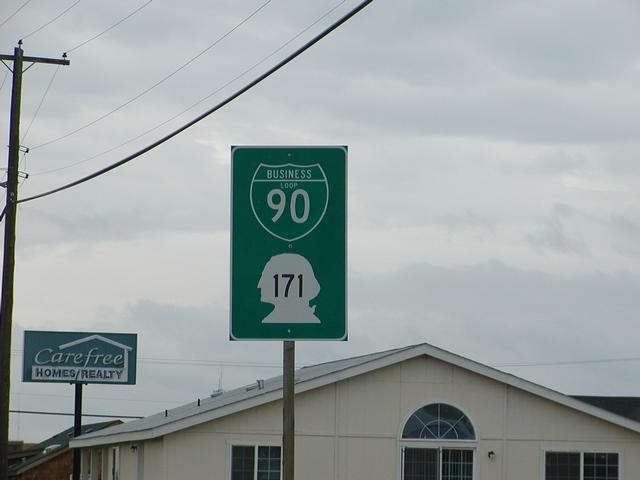 BUSINESS
LOOP
90
171
Carefree
HOMES/REALTY